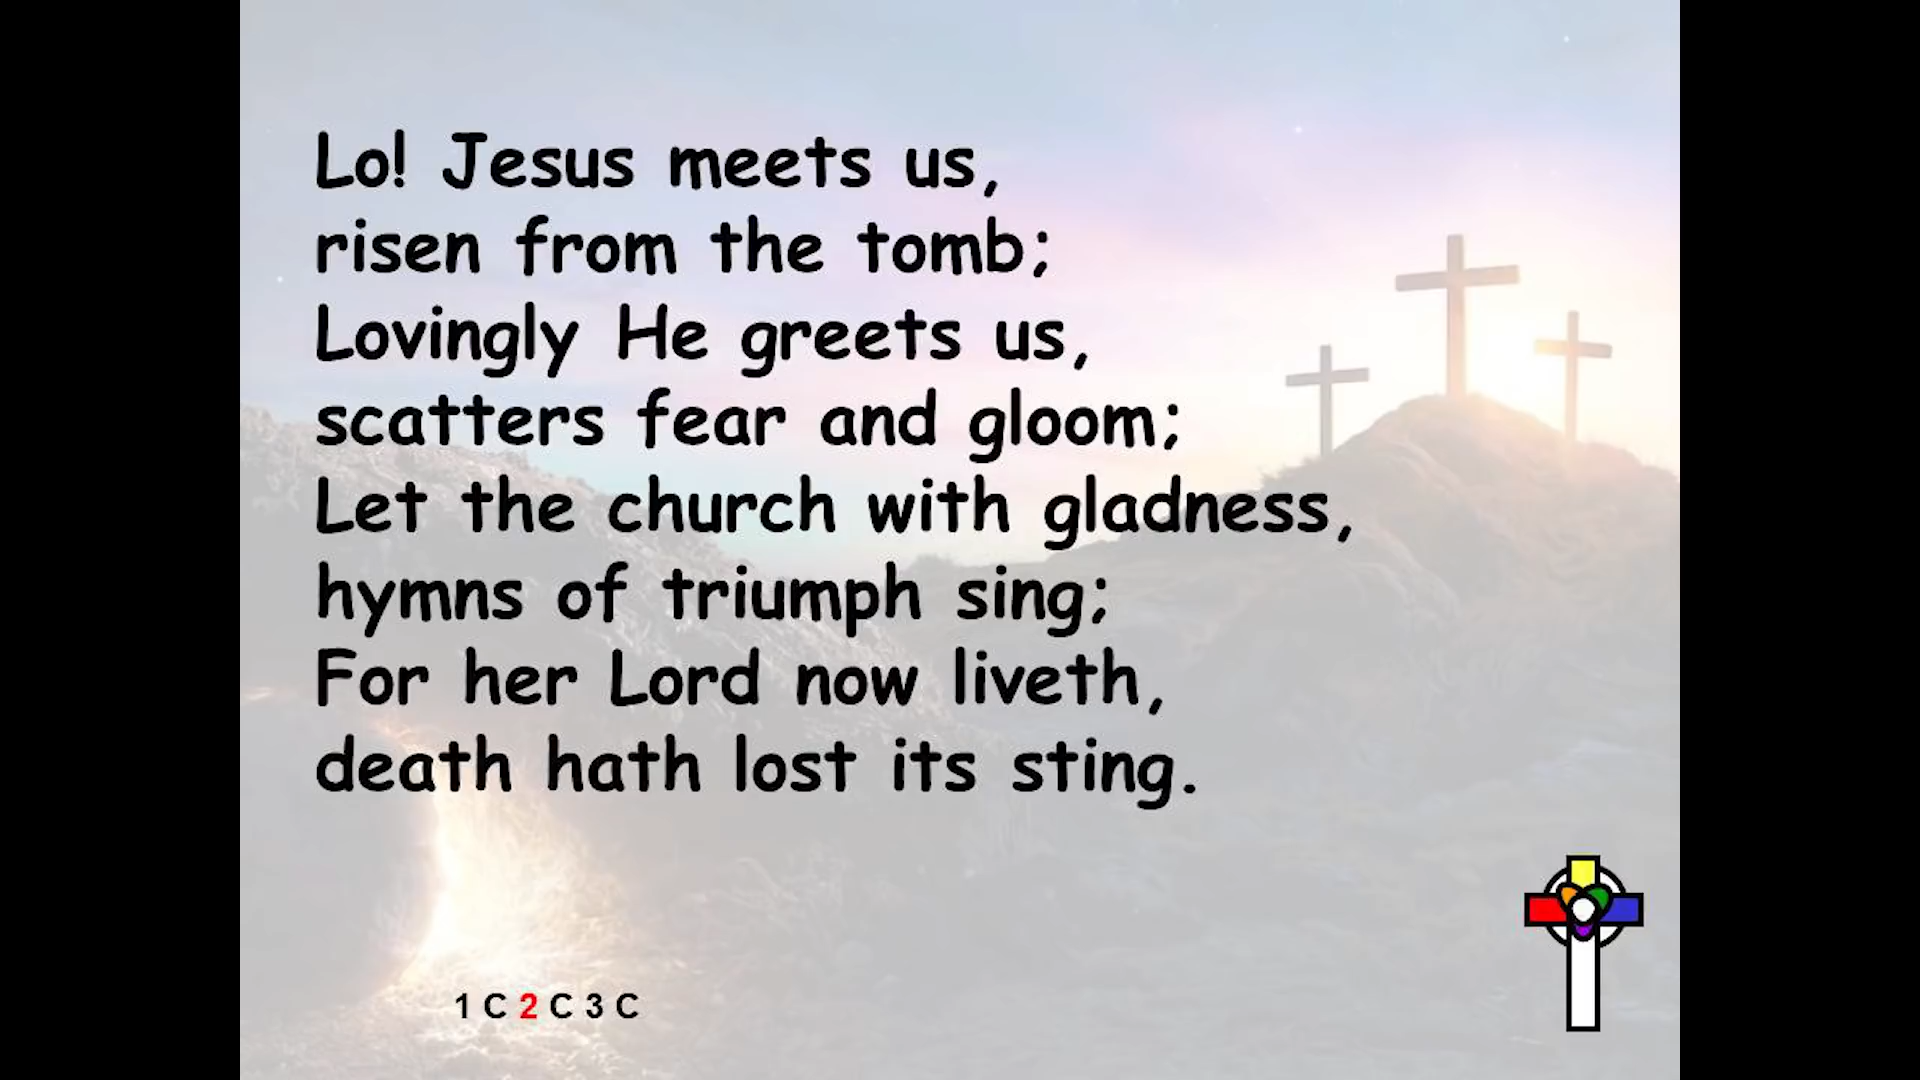 Lo! Jesus meets us,
risen from the tomb;
Lovingly He greets us,
scatters fear and gloom;
Let the church with gladness,
hymns of triumph sing;
For her Lord now liveth,
death hath lost its sting.
1 C 2 C 3 C